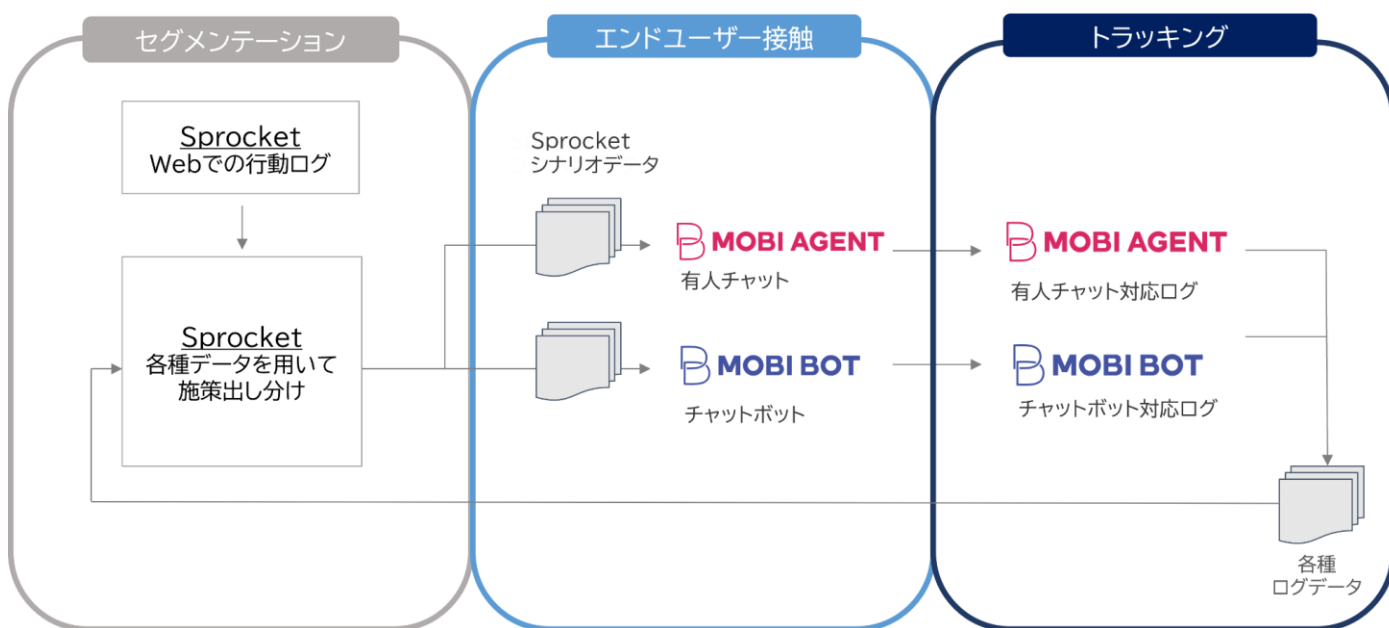 セグメンテーション
エンドユーザー接触
トラッキング
Sprocket
Webでの行動ログ
Sprocket
各種データを用いて
施策出し分け
Sprocket
シナリオデータ
MOBI AGENT
有人チャット
MOBI BOT
チャットボット
MOBI AGENT
有人チャット対応ログ
MOBI BOT
チャットボット対応ログ
各種
ログデータ